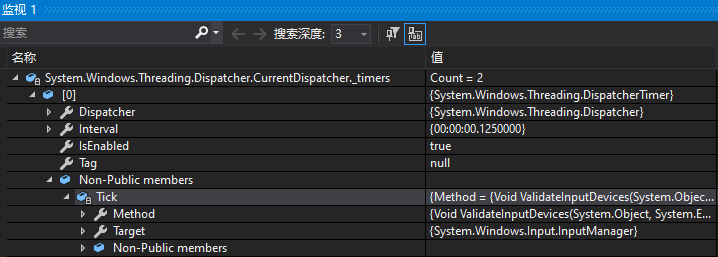 监视 1
搜索 搜索深度: 3
名称 值
System.Windows.Threading.Dispatcher.CurrentDispatcher._timers Count = 2
[0] {System.Windows.Threading.DispatcherTimer}
Dispatcher {System.Windows.Threading.Dispatcher}
Interval {00:00:00.1250000}
IsEnabled true
Tag null
Non-Public members
Tick {Method = {Void ValidateInputDevices(System.Objec...
Method {Void ValidateInputDevices(System.Object, System.E...
Target {System.Windows.Input.InputManager}
Non-Public members